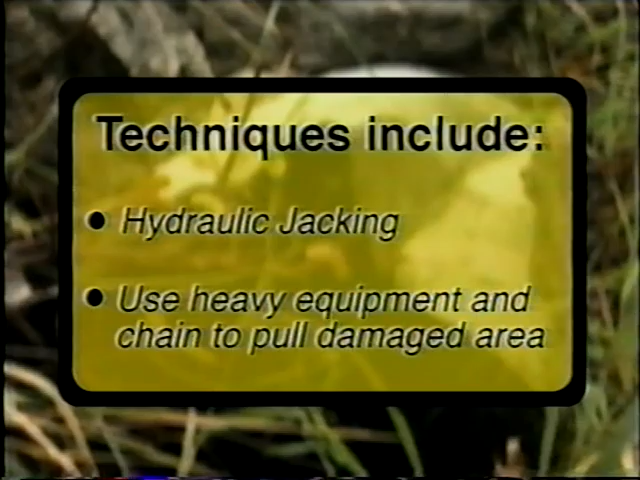 Techniques include:
• Hydraulic Jacking
• Use heavy equipment and
chain to pull damaged area